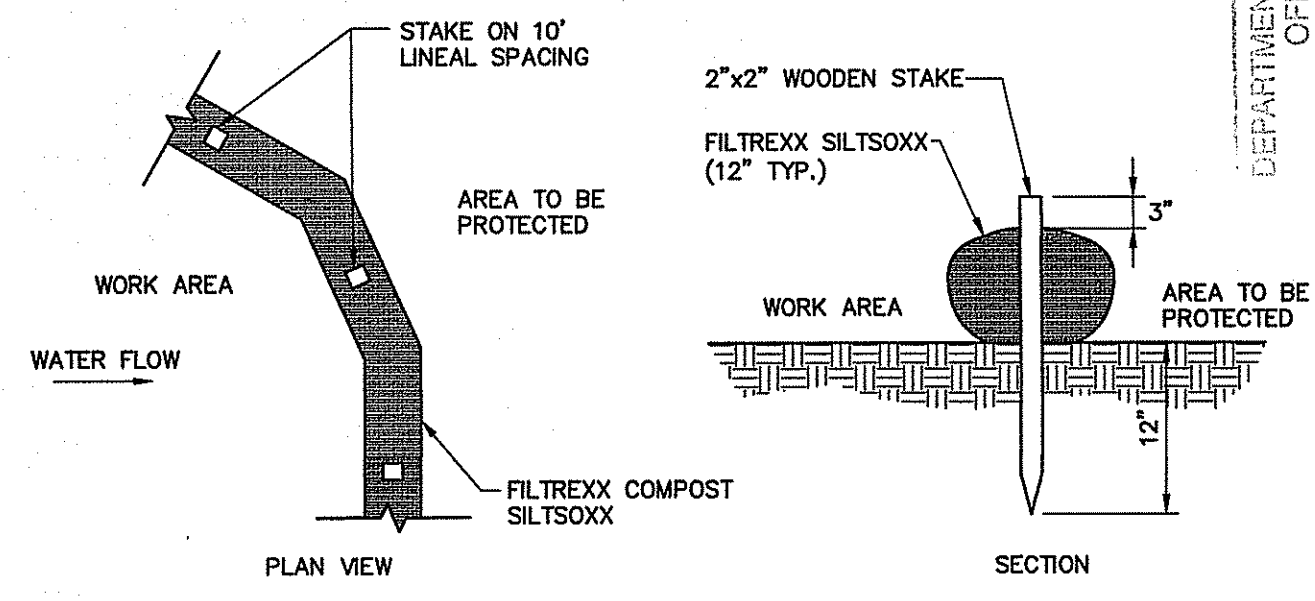 STAKE ON 10'
LINEAL SPACING
AREA TO BE
PROTECTED
WORK AREA
WATER FLOW
FILTREXX COMPOST
SILTSOXX
PLAN VIEW
2"x2" WOODEN STAKE
FILTREXX SILTSOXX
(12" TYP.)
3"
WORK AREA
AREA TO BE
PROTECTED
12"
SECTION